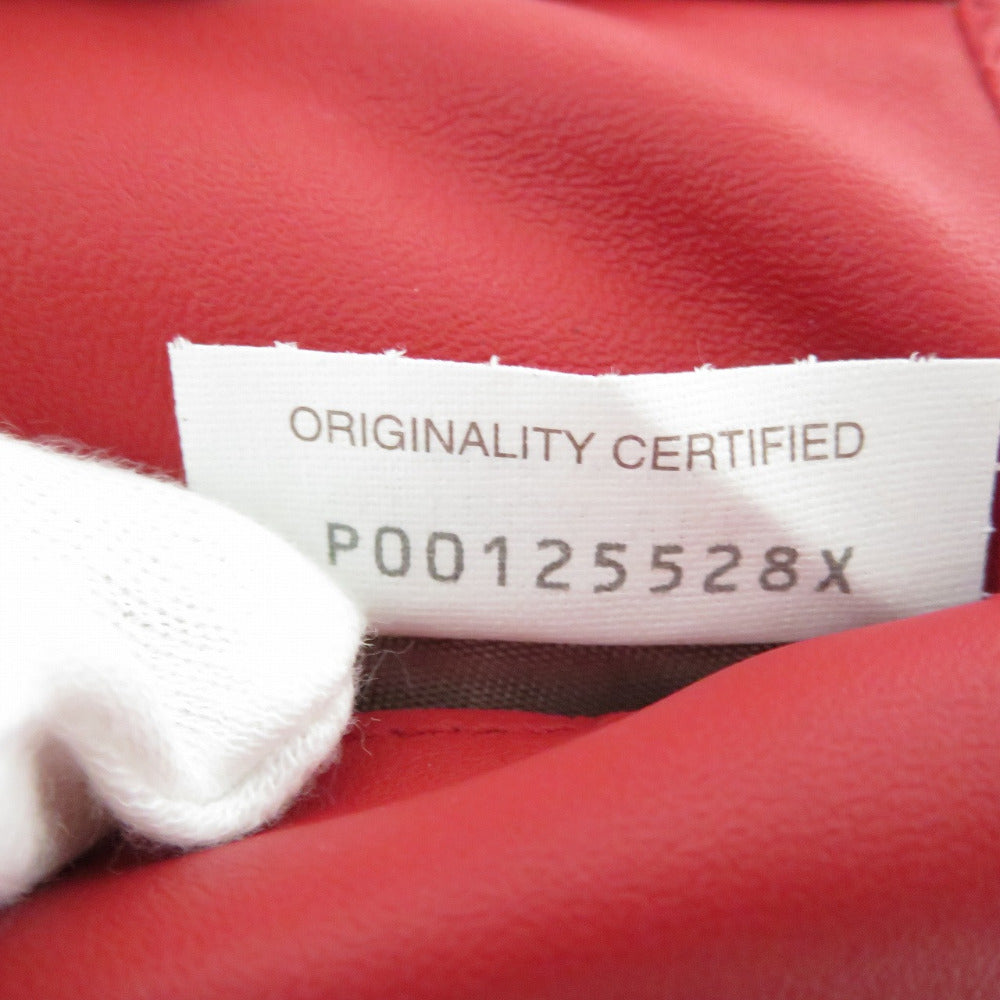 ORIGINALITY CERTIFIED
P00125528X